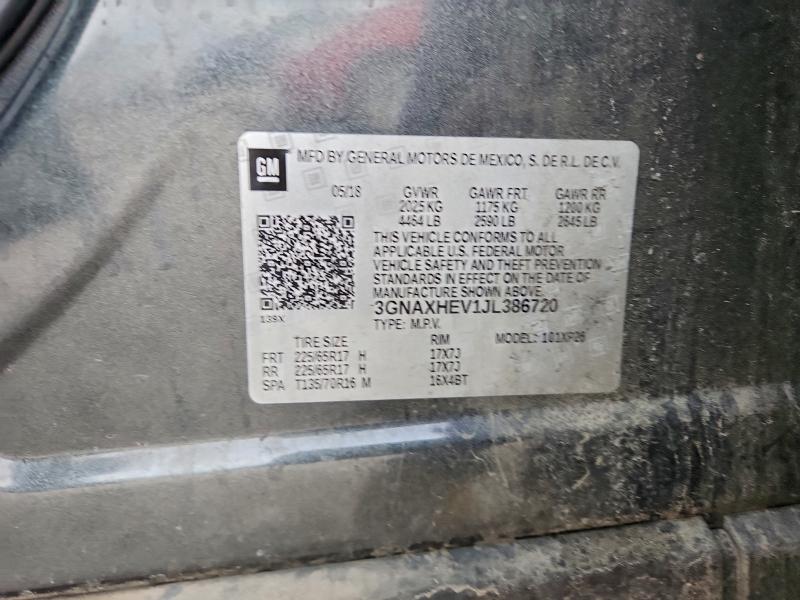 GM
MFD BY GENERAL MOTORS DE MEXICO, S. DE R.L. DE C.V.
05/18 GVWR GAWR FRT GAWR RR
2025 KG 1175 KG 1200 KG
4464 LB 2590 LB 2645 LB
THIS VEHICLE CONFORMS TO ALL
APPLICABLE U.S. FEDERAL MOTOR
VEHICLE SAFETY AND THEFT PREVENTION
STANDARDS IN EFFECT ON THE DATE OF
MANUFACTURE SHOWN ABOVE.
3GNAXHEV1JL386720
139X
TYPE: M.P.V.
TIRE SIZE RIM MODEL: 101XP26
FRT 225/65R17 H 17X7J
RR 225/65R17 H 17X7J
SPA T135/70R16 M 16X4BT